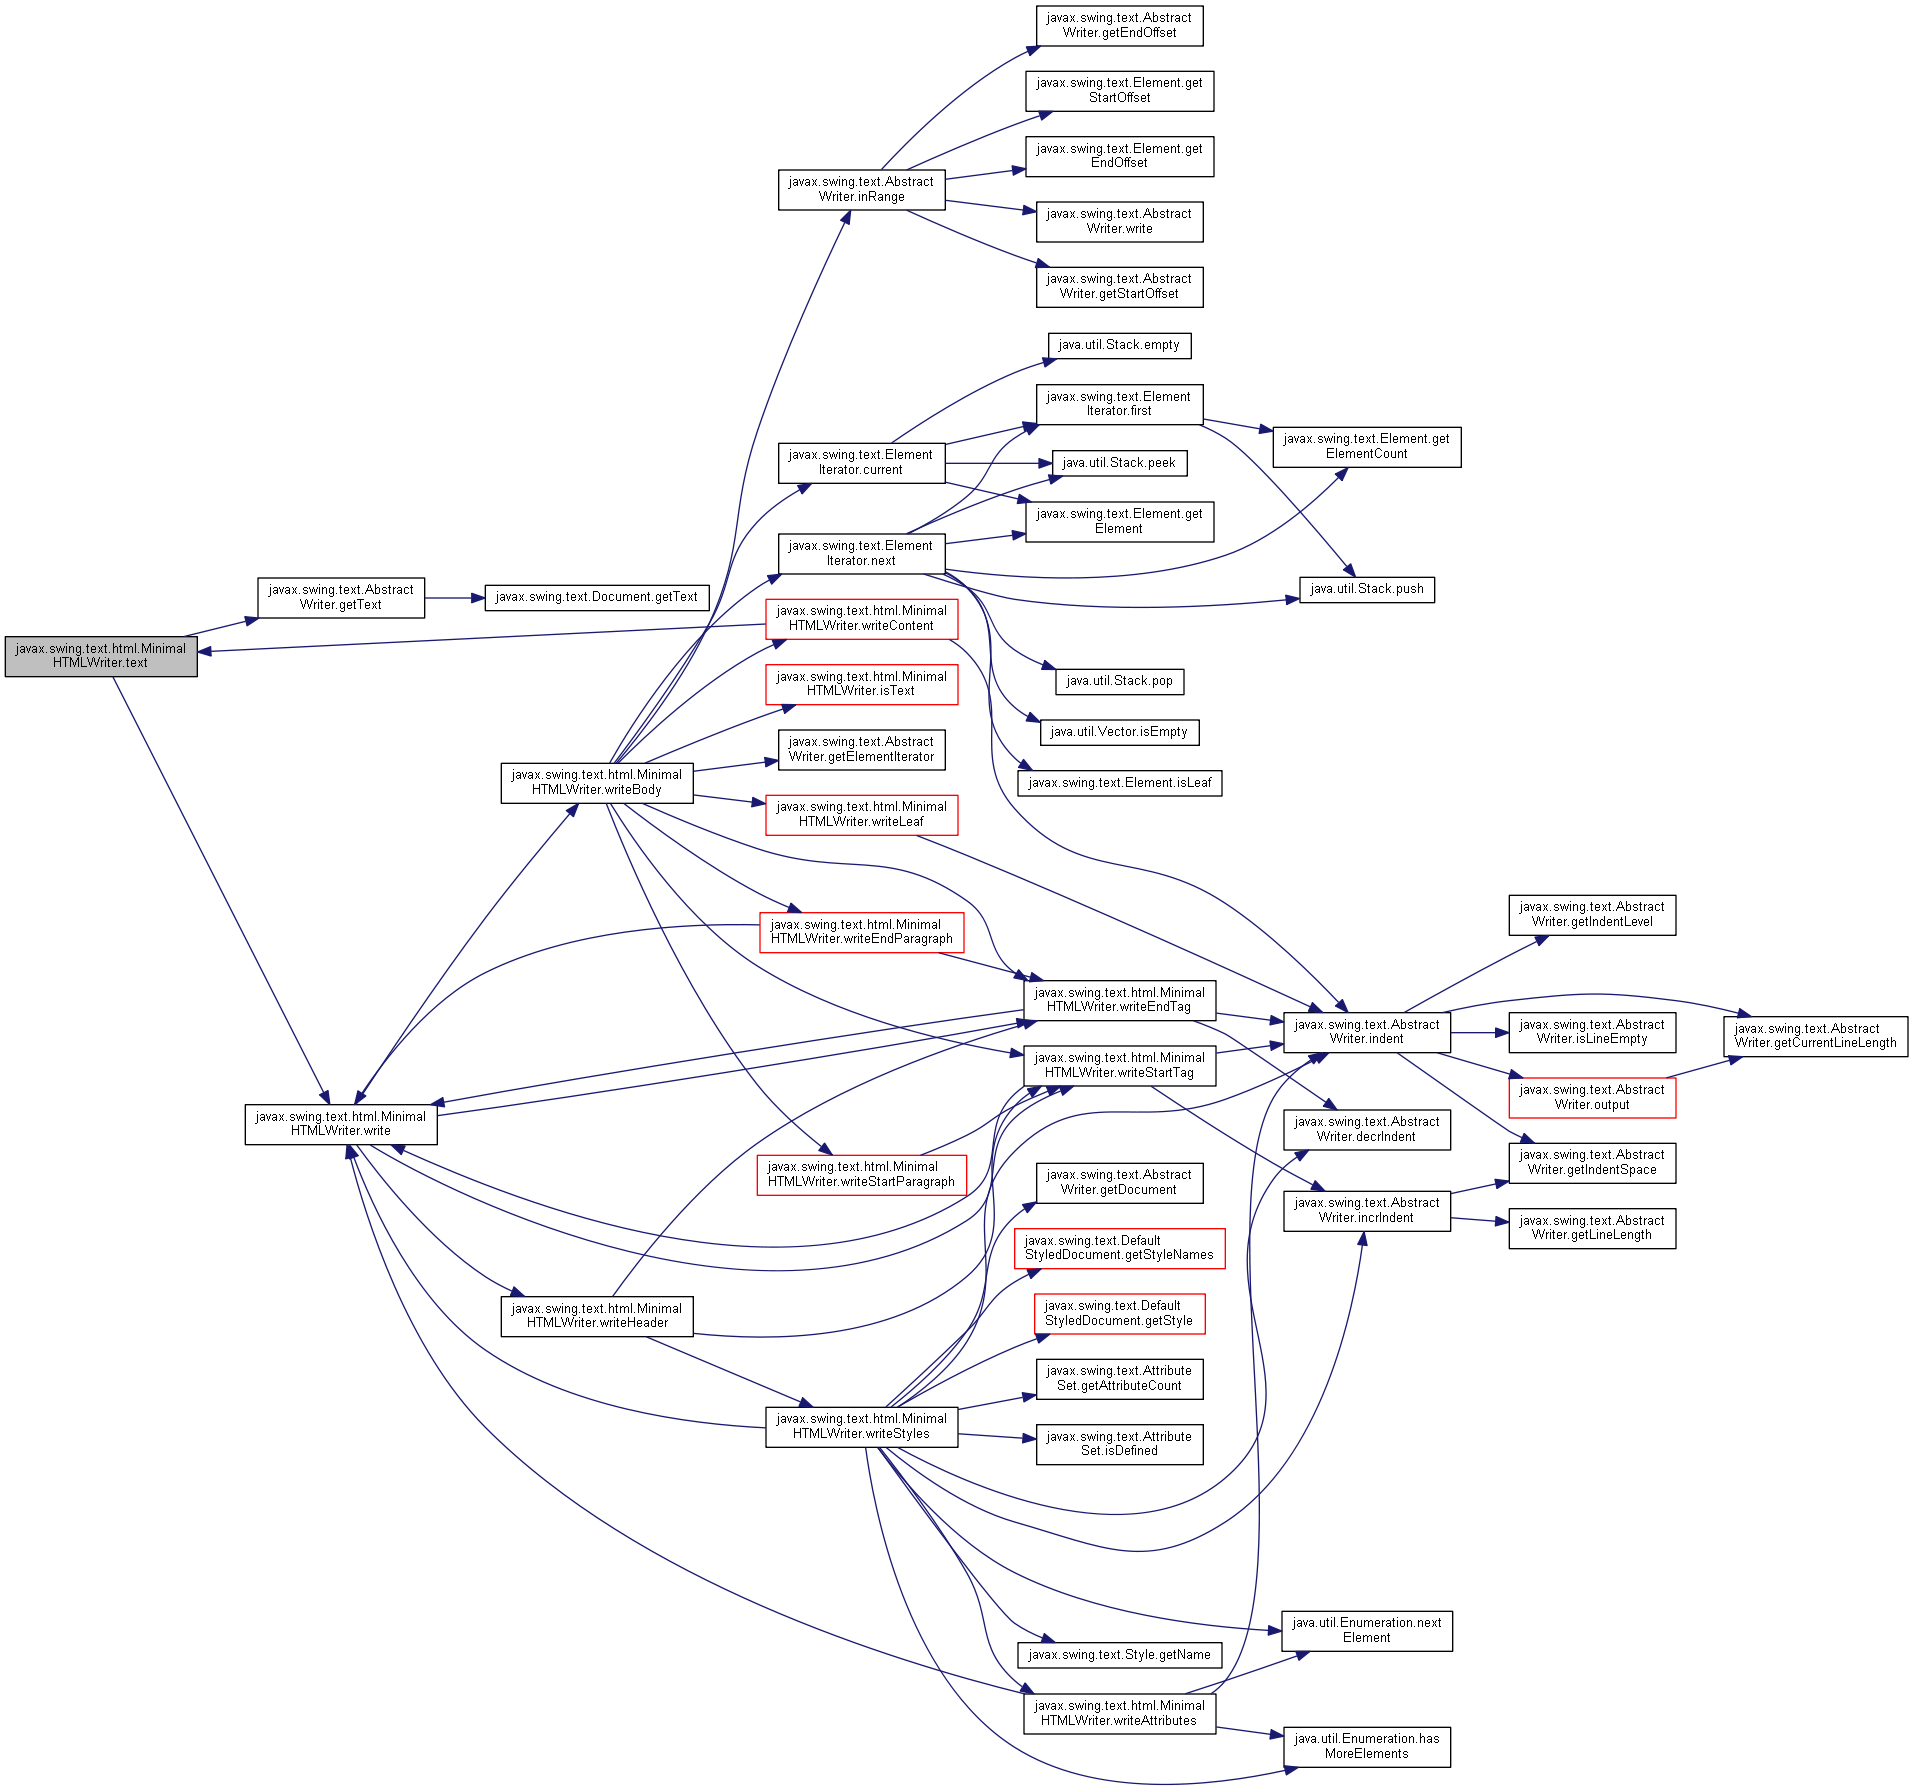 javax.swing.text.Abstract
Writer.getEndOffset
javax.swing.text.Element.get
StartOffset
javax.swing.text.Element.get
EndOffset
javax.swing.text.Abstract
Writer.inRange
javax.swing.text.Abstract
Writer.write
javax.swing.text.Abstract
Writer.getStartOffset
java.util.Stack.empty
javax.swing.text.Element
Iterator.first
javax.swing.text.Element.get
ElementCount
javax.swing.text.Element
Iterator.current
java.util.Stack.peek
javax.swing.text.Element.get
Element
javax.swing.text.Element
Iterator.next
java.util.Stack.push
javax.swing.text.Abstract
Writer.getText
javax.swing.text.Document.getText
javax.swing.text.html.Minimal
HTMLWriter.writeContent
javax.swing.text.html.Minimal
HTMLWriter.text
javax.swing.text.html.Minimal
HTMLWriter.isText
java.util.Stack.pop
java.util.Vector.isEmpty
javax.swing.text.Abstract
Writer.getElementIterator
javax.swing.text.html.Minimal
HTMLWriter.writeBody
javax.swing.text.Element.isLeaf
javax.swing.text.html.Minimal
HTMLWriter.writeLeaf
javax.swing.text.Abstract
Writer.getIndentLevel
javax.swing.text.html.Minimal
HTMLWriter.writeEndParagraph
javax.swing.text.html.Minimal
HTMLWriter.writeEndTag
javax.swing.text.Abstract
Writer.indent
javax.swing.text.Abstract
Writer.isLineEmpty
javax.swing.text.Abstract
Writer.getCurrentLineLength
javax.swing.text.html.Minimal
HTMLWriter.writeStartTag
javax.swing.text.Abstract
Writer.output
javax.swing.text.html.Minimal
HTMLWriter.write
javax.swing.text.Abstract
Writer.decrIndent
javax.swing.text.Abstract
Writer.getIndentSpace
javax.swing.text.html.Minimal
HTMLWriter.writeStartParagraph
javax.swing.text.Abstract
Writer.getDocument
javax.swing.text.Abstract
Writer.incrIndent
javax.swing.text.Abstract
Writer.getLineLength
javax.swing.text.Default
StyledDocument.getStyleNames
javax.swing.text.html.Minimal
HTMLWriter.writeHeader
javax.swing.text.Default
StyledDocument.getStyle
javax.swing.text.Attribute
Set.getAttributeCount
javax.swing.text.html.Minimal
HTMLWriter.writeStyles
javax.swing.text.Attribute
Set.isDefined
java.util.Enumeration.next
Element
javax.swing.text.Style.getName
javax.swing.text.html.Minimal
HTMLWriter.writeAttributes
java.util.Enumeration.has
MoreElements